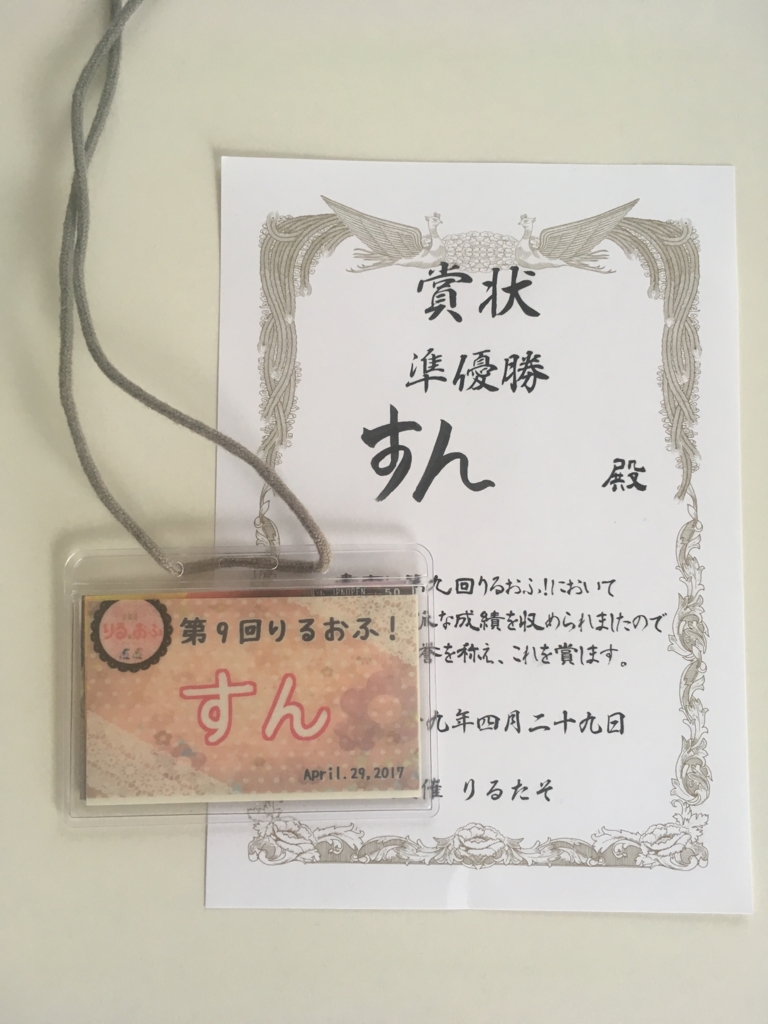 賞状
準優勝
すん
殿
第九回りるおふ!において
な成績を収められましたので
誉を称え、これを賞します。
九年四月二十九日
催 りるたそ
りる.おふ
第9回りるおふ!
すん
April.29,2017
50